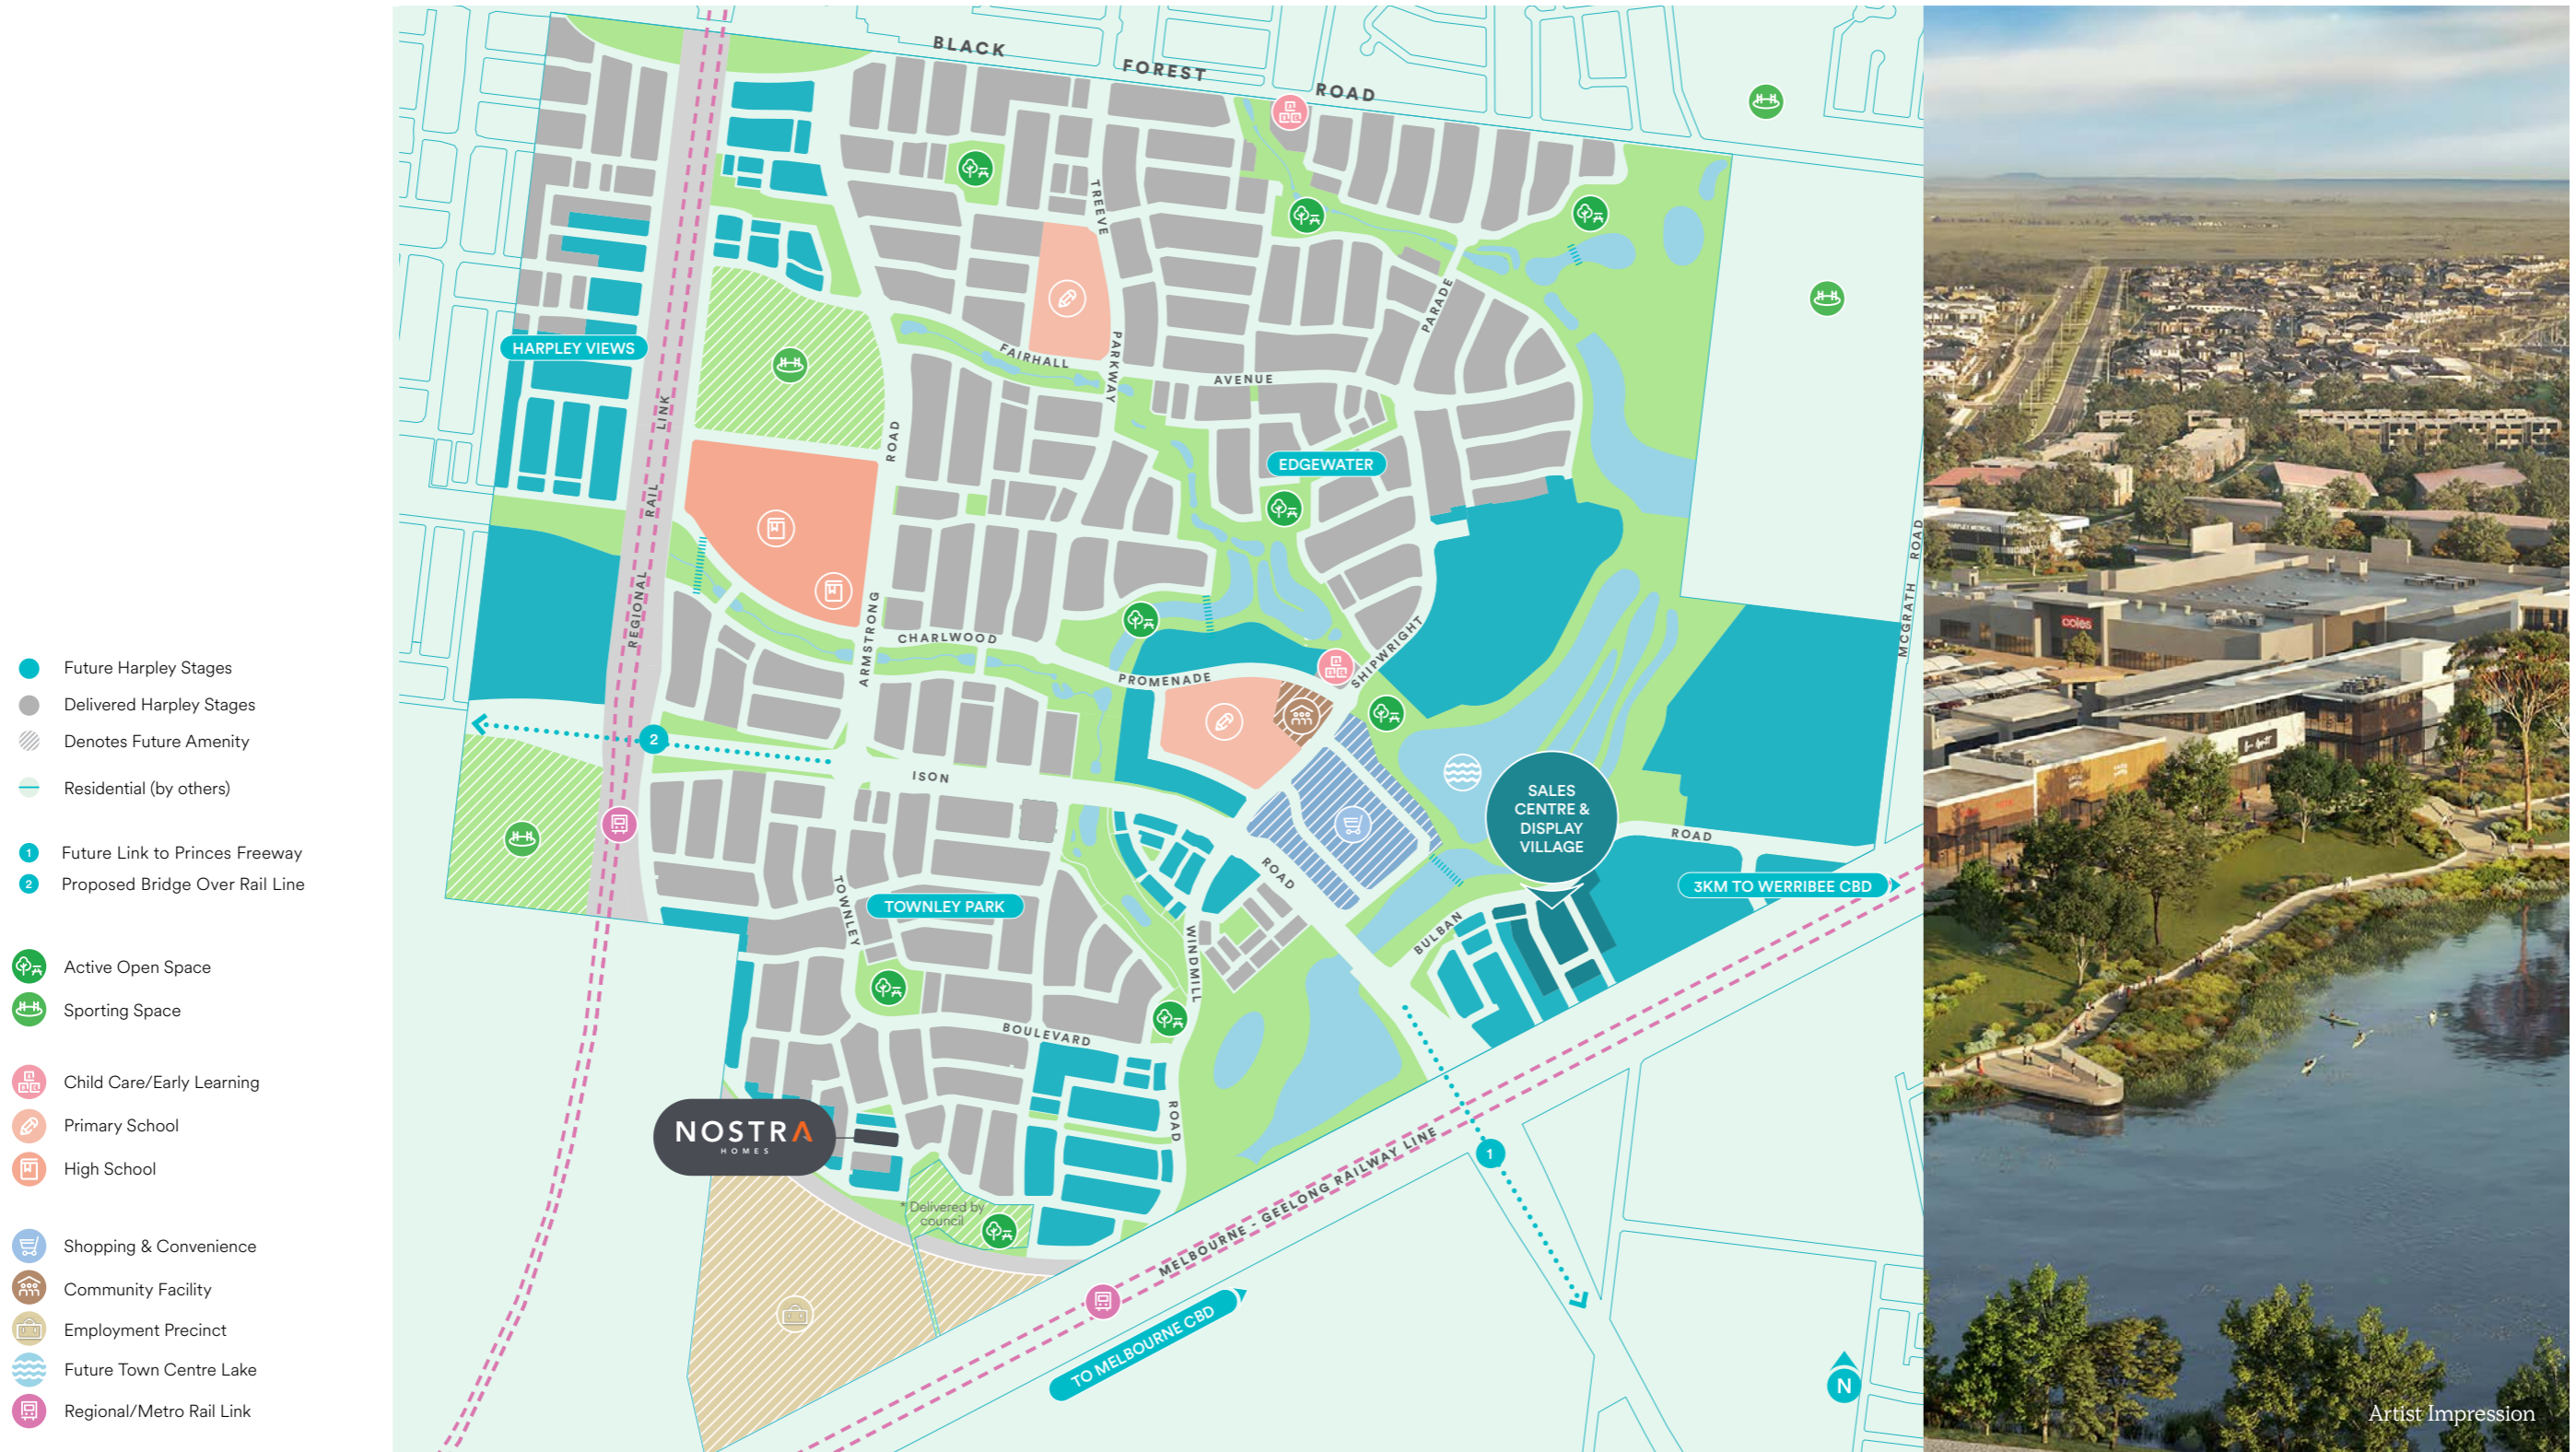 Future Harpley Stages
Delivered Harpley Stages
Denotes Future Amenity
Residential (by others)
1 Future Link to Princes Freeway
2 Proposed Bridge Over Rail Line
Active Open Space
Sporting Space
Child Care/Early Learning
Primary School
High School
Shopping & Convenience
Community Facility
Employment Precinct
Future Town Centre Lake
Regional/Metro Rail Link
BLACK FOREST ROAD
TREEVE PARKWAY
PARADE
HARPLEY VIEWS
FAIRHALL AVENUE
REGIONAL RAIL LINK
ARMSTRONG ROAD
EDGEWATER
MCGRATH ROAD
CHARLWOOD PROMENADE
SHIPWRIGHT
2
ISON ROAD
SALES
CENTRE &
DISPLAY
VILLAGE
BULBAN ROAD
3KM TO WERRIBEE CBD
TOWNLEY BOULEVARD
TOWNLEY PARK
WINDMILL ROAD
NOSTRA
HOMES
* Delivered by
council
1
MELBOURNE - GEELONG RAILWAY LINE
TO MELBOURNE CBD
N
coles
Artist Impression